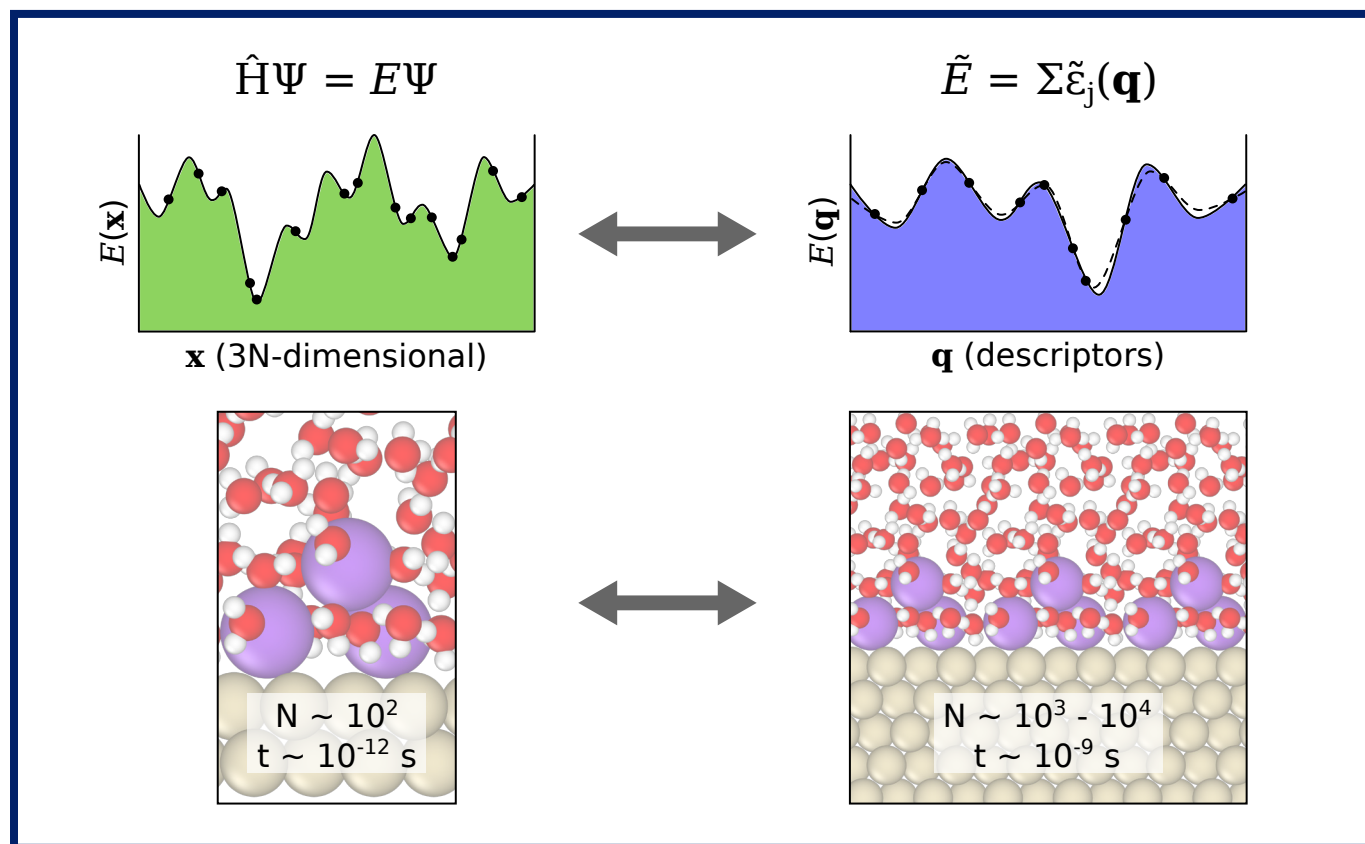 ĤΨ = EΨ
Ẽ = Σε̃ⱼ(q)
E(x)
x (3N-dimensional)
E(q)
q (descriptors)
N ~ 10²
t ~ 10⁻¹² s
N ~ 10³ - 10⁴
t ~ 10⁻⁹ s